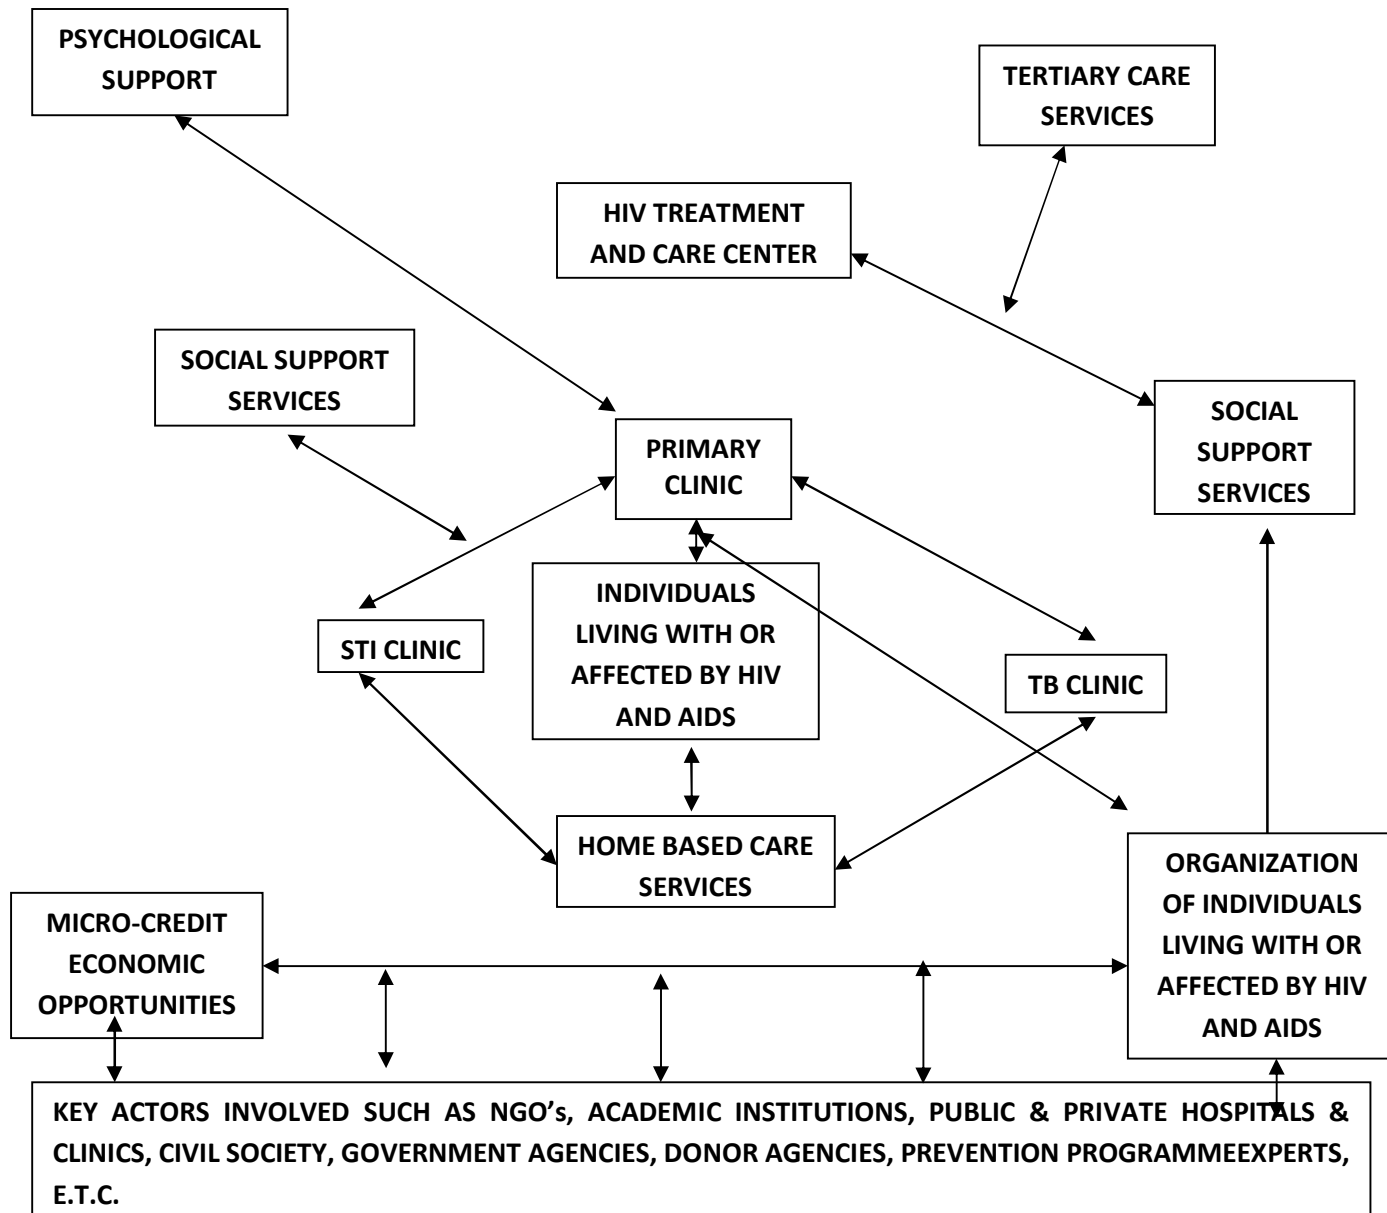 PSYCHOLOGICAL
SUPPORT
TERTIARY CARE
SERVICES
HIV TREATMENT
AND CARE CENTER
SOCIAL SUPPORT
SERVICES
SOCIAL
SUPPORT
SERVICES
PRIMARY
CLINIC
INDIVIDUALS
LIVING WITH OR
AFFECTED BY HIV
AND AIDS
STI CLINIC
TB CLINIC
HOME BASED CARE
SERVICES
MICRO-CREDIT
ECONOMIC
OPPORTUNITIES
ORGANIZATION
OF INDIVIDUALS
LIVING WITH OR
AFFECTED BY HIV
AND AIDS
KEY ACTORS INVOLVED SUCH AS NGO’s, ACADEMIC INSTITUTIONS, PUBLIC & PRIVATE HOSPITALS &
CLINICS, CIVIL SOCIETY, GOVERNMENT AGENCIES, DONOR AGENCIES, PREVENTION PROGRAMMEEXPERTS,
E.T.C.